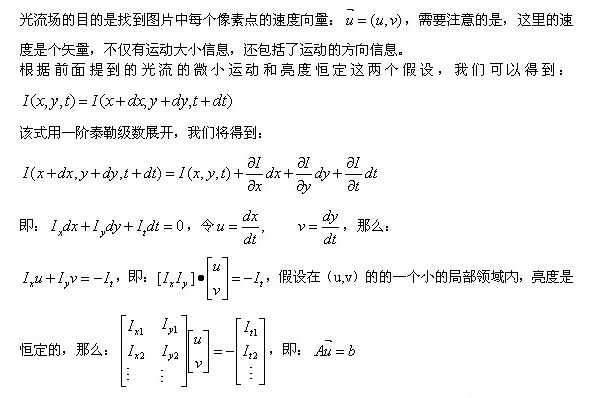 光流场的目的是找到图片中每个像素点的速度向量：$\vec{u}=(u,v)$，需要注意的是，这里的速
度是个矢量，不仅有运动大小信息，还包括了运动的方向信息。
根据前面提到的光流的微小运动和亮度恒定这两个假设，我们可以得到：
$I(x,y,t)=I(x+dx,y+dy,t+dt)$
该式用一阶泰勒级数展开，我们将得到：
$I(x+dx,y+dy,t+dt)=I(x,y,t)+\frac{\partial I}{\partial x}dx+\frac{\partial I}{\partial y}dy+\frac{\partial I}{\partial t}dt$
即：$I_x dx+I_y dy+I_t dt=0$，令$u=\frac{dx}{dt},\quad v=\frac{dy}{dt}$，那么：
$I_x u+I_y v=-I_t$，即：$[I_x I_y]\bullet\begin{bmatrix}u\\v\end{bmatrix}=-I_t$，假设在（u,v）的的一个小的局部领域内，亮度是
恒定的，那么：$\begin{bmatrix}I_{x1}&I_{y1}\\I_{x2}&I_{y2}\\\vdots&\vdots\end{bmatrix}\begin{bmatrix}u\\v\end{bmatrix}=-\begin{bmatrix}I_{t1}\\I_{t2}\\\vdots\end{bmatrix}$，即：$A\vec{u}=b$